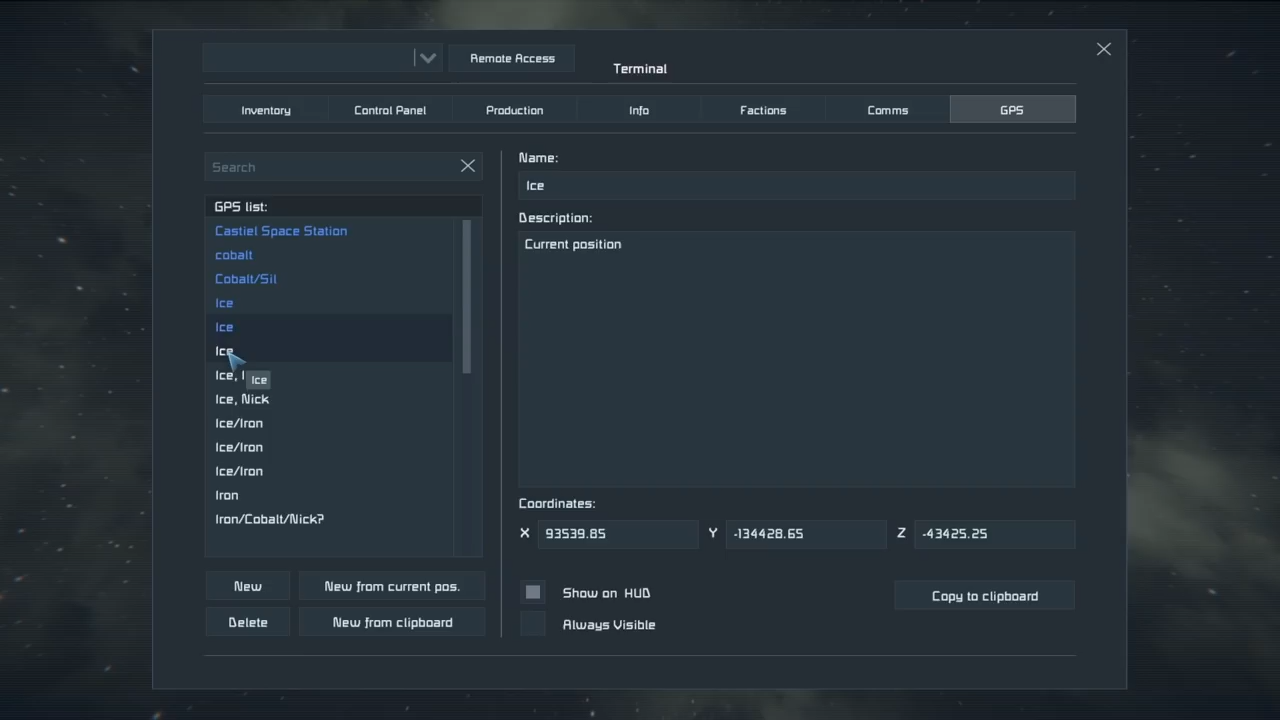 Remote Access
Terminal
Inventory
Control Panel
Production
Info
Factions
Comms
GPS
Search
GPS list:
Castiel Space Station
cobalt
Cobalt/Sil
Ice
Ice
Ice
Ice,
Ice
Ice, Nick
Ice/Iron
Ice/Iron
Ice/Iron
Iron
Iron/Cobalt/Nick?
New
New from current pos.
Delete
New from clipboard
Name:
Ice
Description:
Current position
Coordinates:
X 93539.85 Y -134428.65 Z -43425.25
Show on HUD
Always Visible
Copy to clipboard